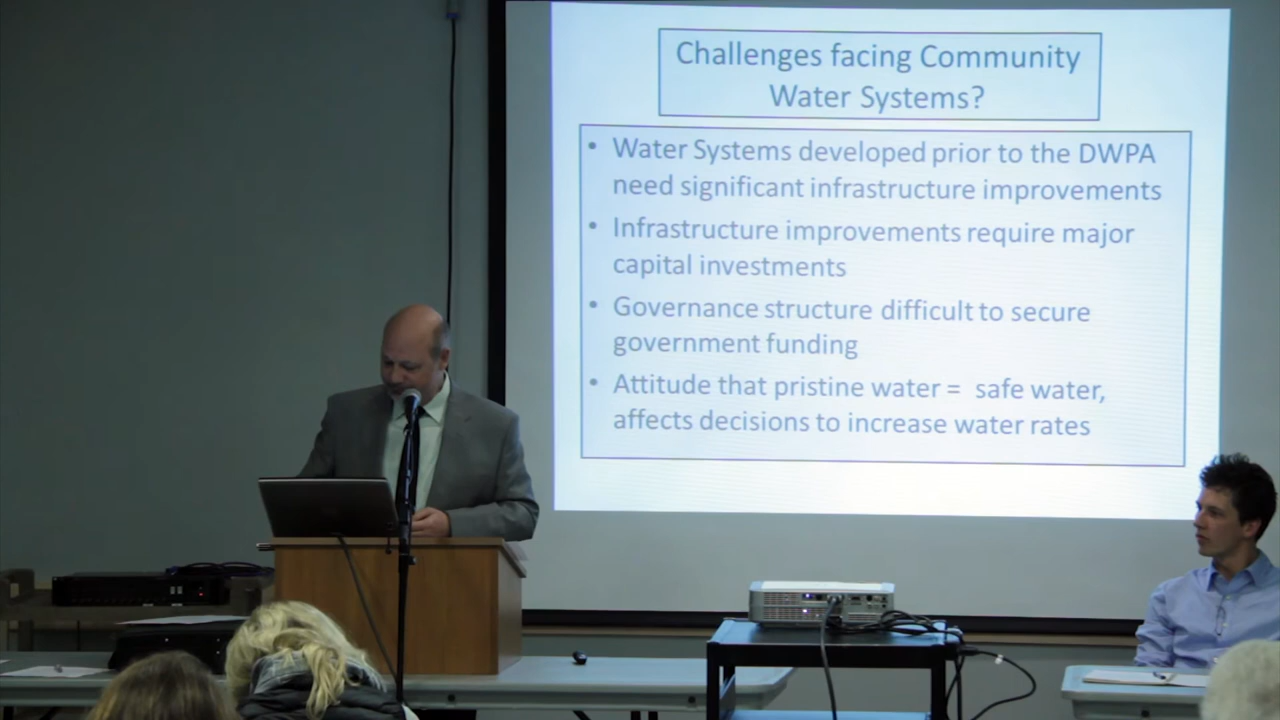 Challenges facing Community
Water Systems?
• Water Systems developed prior to the DWPA
need significant infrastructure improvements
• Infrastructure improvements require major
capital investments
• Governance structure difficult to secure
government funding
• Attitude that pristine water = safe water,
affects decisions to increase water rates